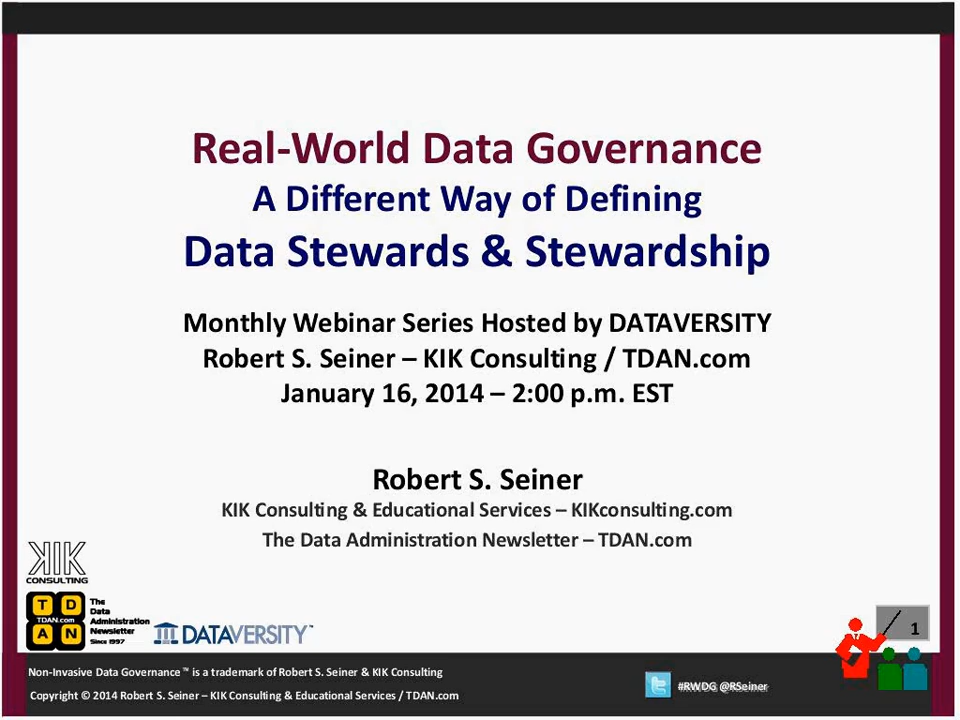 Real-World Data Governance
A Different Way of Defining
Data Stewards & Stewardship
Monthly Webinar Series Hosted by DATAVERSITY
Robert S. Seiner – KIK Consulting / TDAN.com
January 16, 2014 – 2:00 p.m. EST
Robert S. Seiner
KIK Consulting & Educational Services – KIKconsulting.com
The Data Administration Newsletter – TDAN.com
KIK
CONSULTING
T D
TDAN.com
A N
The
Data
Administration
Newsletter
Since 1997
DATAVERSITY™
1
Non-Invasive Data Governance™ is a trademark of Robert S. Seiner & KIK Consulting
Copyright © 2014 Robert S. Seiner – KIK Consulting & Educational Services / TDAN.com
#RWDG @RSeiner